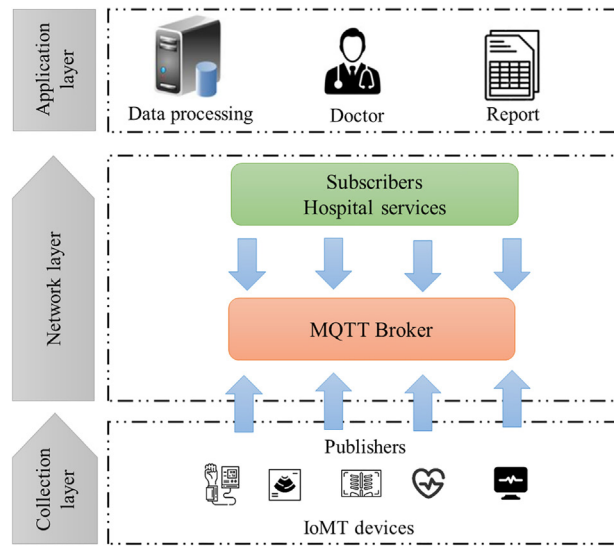 Application
layer
Data processing
Doctor
Report
Network layer
Subscribers
Hospital services
MQTT Broker
Collection
layer
Publishers
IoMT devices